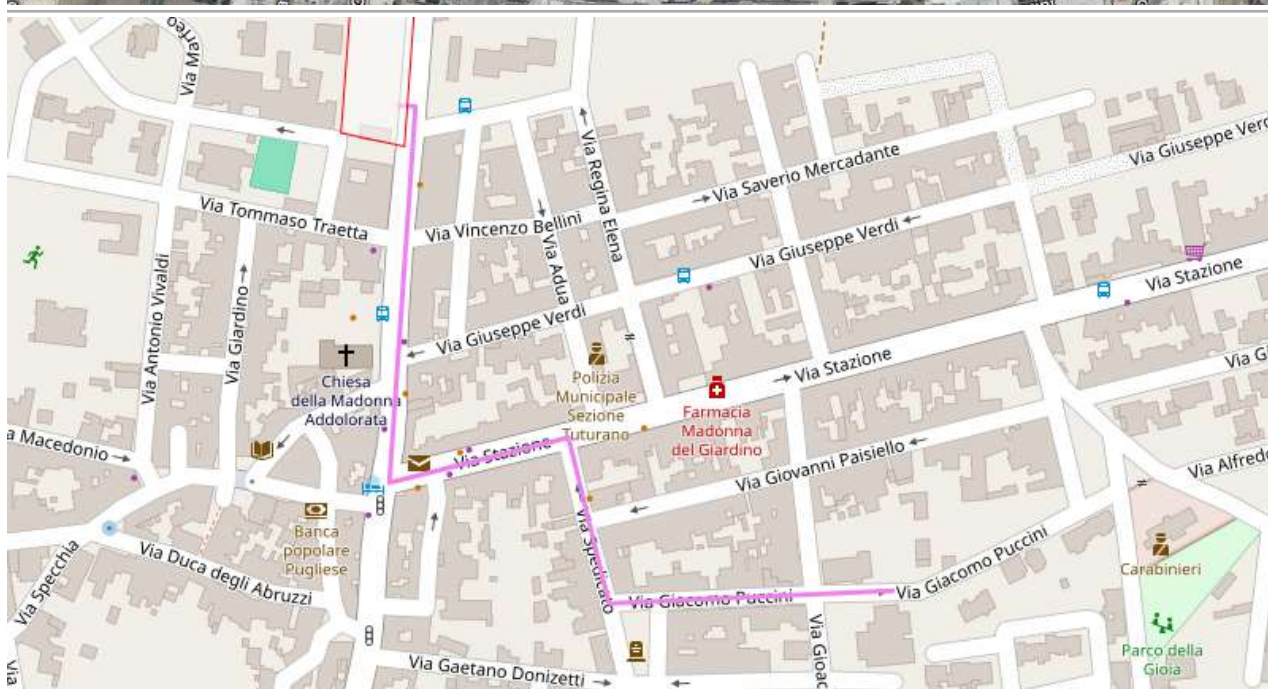 Via Marfeo
Via Regina Elena
Via Saverio Mercadante
Via Giuseppe Verd
Via Tommaso Traetta
Via Vincenzo Bellini
Via Adua
Via Giuseppe Verdi
Via Antonio Vivaldi
Via Giardino
Via Stazione
Via Giuseppe Verdi
Via Stazione
Chiesa
della Madonna
Addolorata
Polizia
Municipale
Sezione
Tuturano
Farmacia
Madonna
del Giardino
Via G
a Macedonio
Via Stazione
Via Giovanni Paisiello
Via Alfredo
Banca
popolare
Pugliese
Via Spedicato
Via Duca degli Abruzzi
Via Specchia
Via Giacomo Puccini
Via Giacomo Puccini
Carabinieri
Via Gioac
Parco della
Gioia
Via Gaetano Donizetti
Via